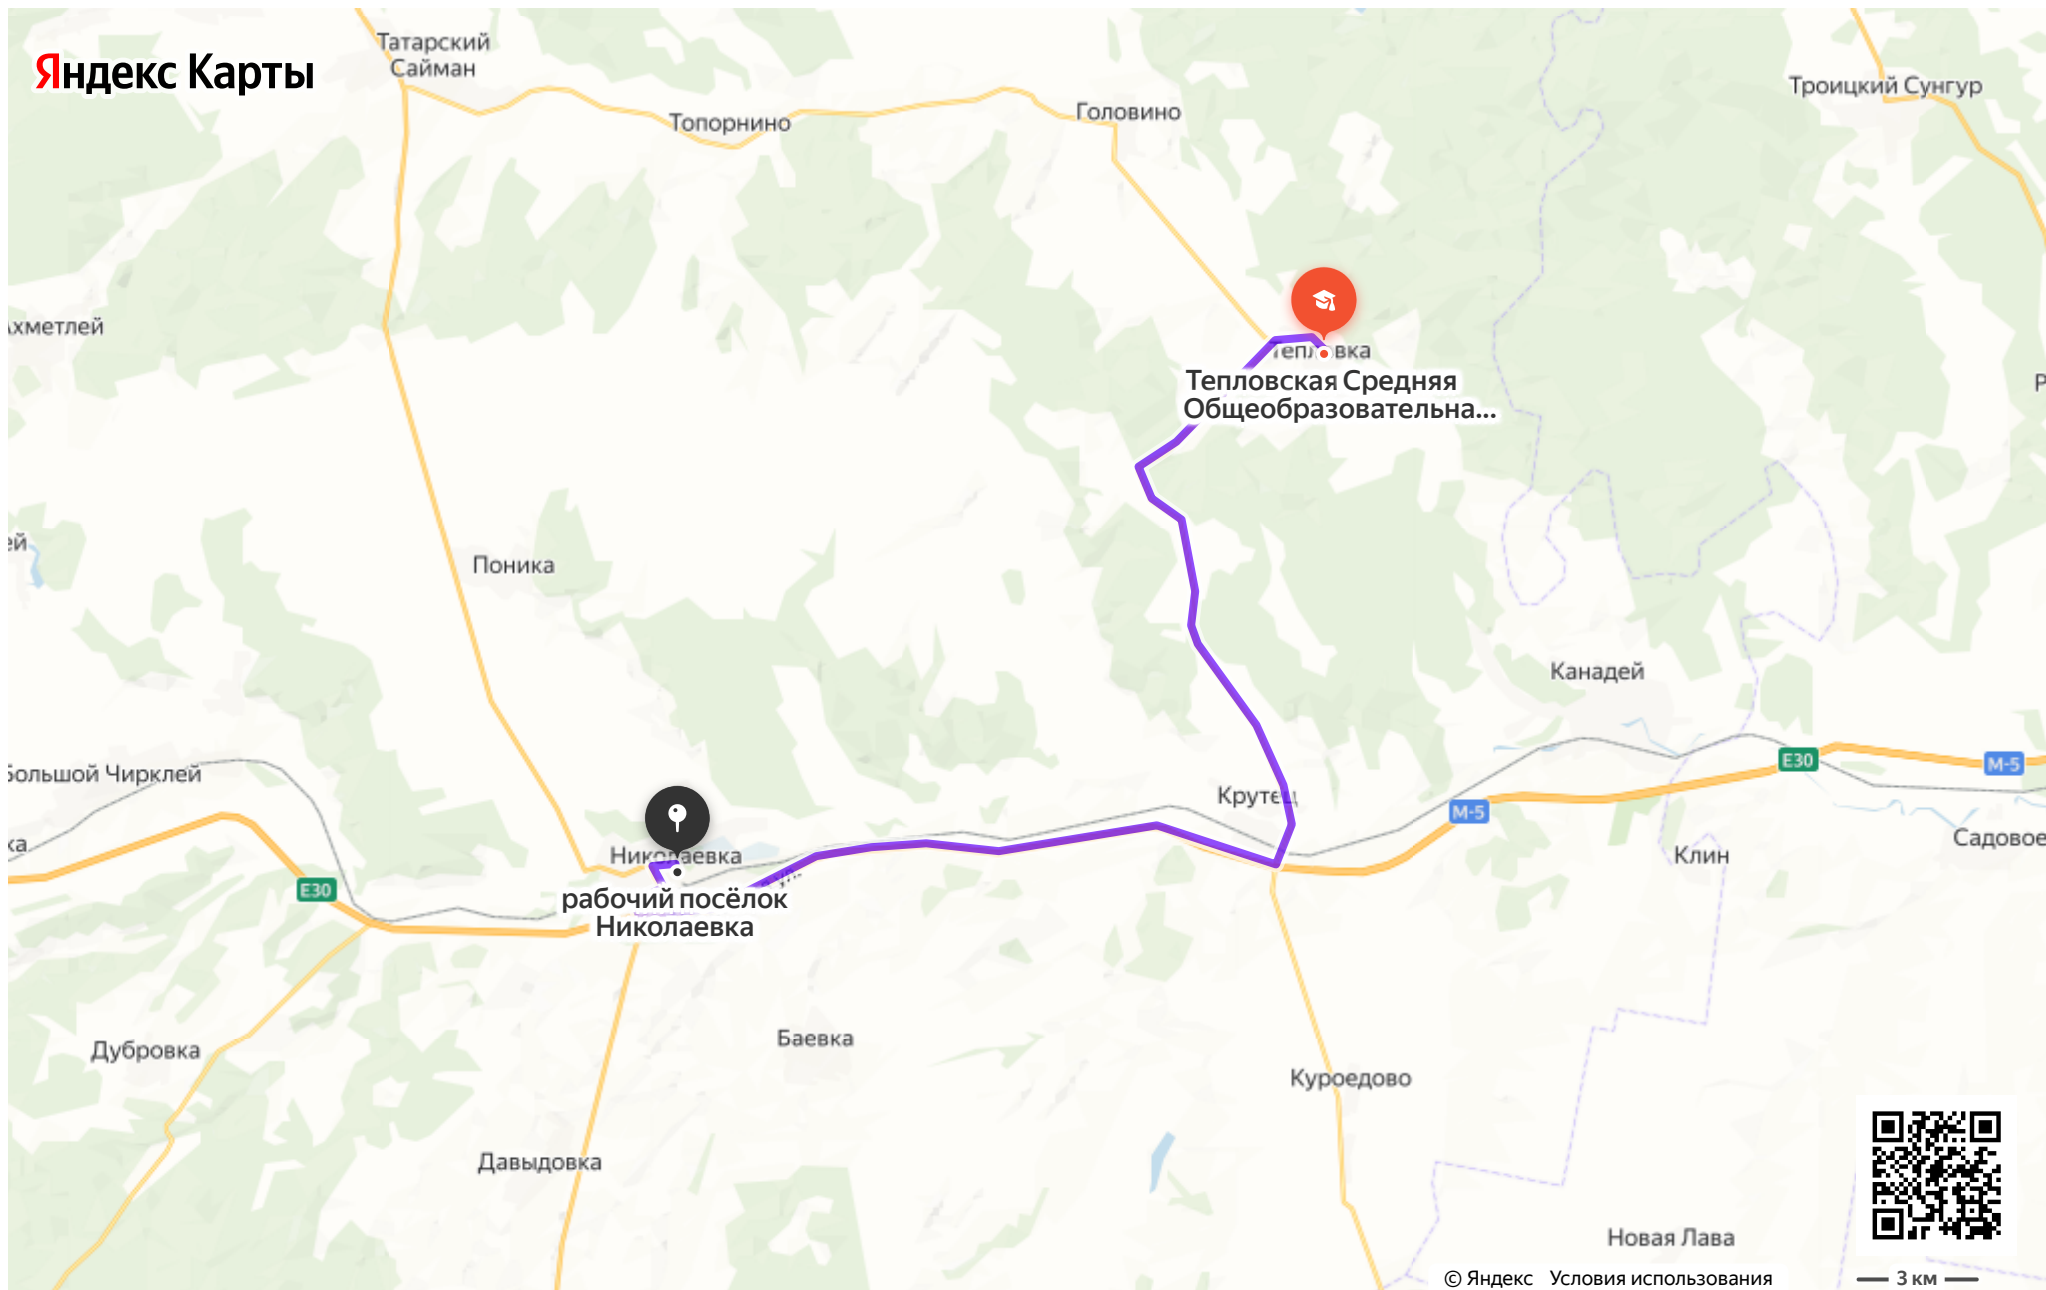 Яндекс Карты
Татарский
Сайман
Топорнино
Головино
Троицкий Сунгур
Тепловская Средняя
Общеобразовательна...
Поника
Канадей
E30
М-5
Большой Чирклей
Крутец
М-5
Николаевка
Клин
Садовое
E30
рабочий посёлок
Николаевка
Дубровка
Баевка
Куроедово
Давыдовка
Новая Лава
© Яндекс Условия использования
3 км